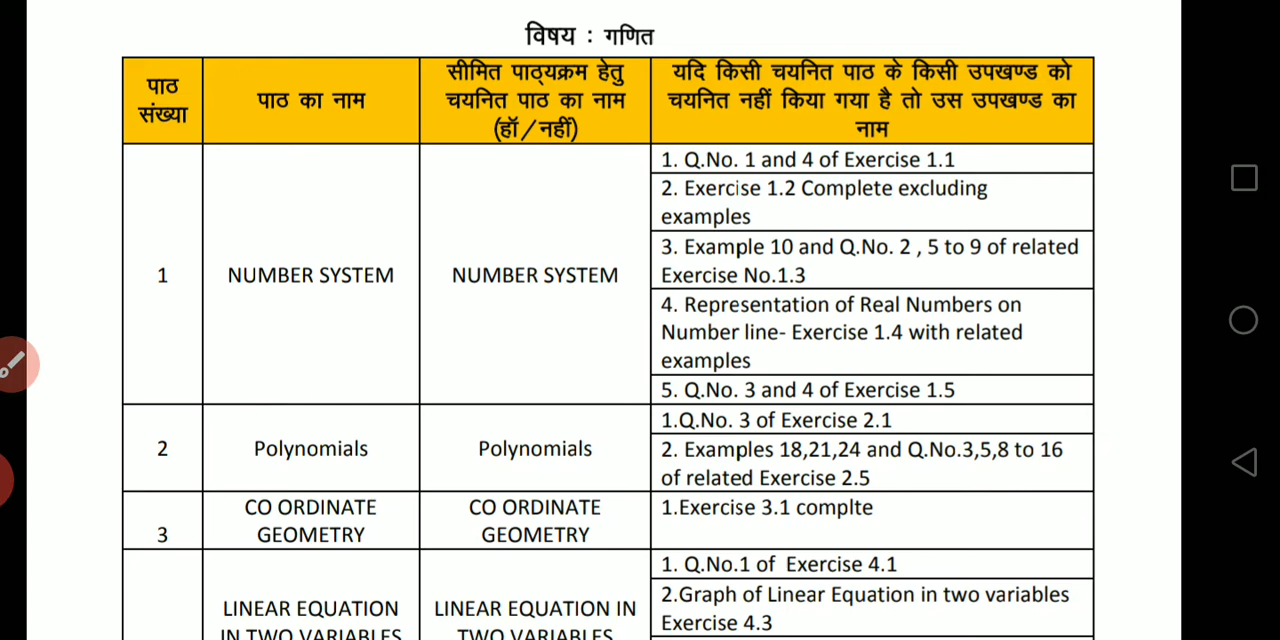 विषय : गणित
पाठ
संख्या
पाठ का नाम
सीमित पाठ्यक्रम हेतु
चयनित पाठ का नाम
(हॉ/नहीं)
यदि किसी चयनित पाठ के किसी उपखण्ड को
चयनित नहीं किया गया है तो उस उपखण्ड का
नाम
1
NUMBER SYSTEM
NUMBER SYSTEM
1. Q.No. 1 and 4 of Exercise 1.1
2. Exercise 1.2 Complete excluding
examples
3. Example 10 and Q.No. 2 , 5 to 9 of related
Exercise No.1.3
4. Representation of Real Numbers on
Number line- Exercise 1.4 with related
examples
5. Q.No. 3 and 4 of Exercise 1.5
2
Polynomials
Polynomials
1.Q.No. 3 of Exercise 2.1
2. Examples 18,21,24 and Q.No.3,5,8 to 16
of related Exercise 2.5
3
CO ORDINATE
GEOMETRY
CO ORDINATE
GEOMETRY
1.Exercise 3.1 complte
LINEAR EQUATION
IN TWO VARIABLES
LINEAR EQUATION IN
TWO VARIABLES
1. Q.No.1 of Exercise 4.1
2.Graph of Linear Equation in two variables
Exercise 4.3